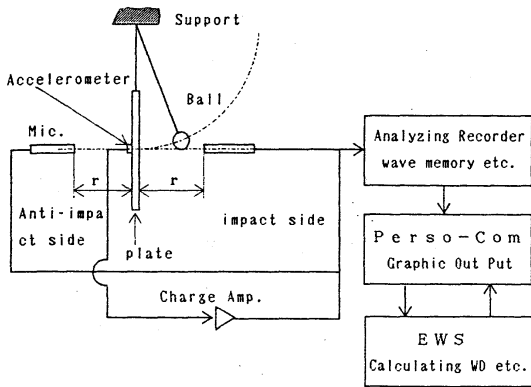 Support
Accelerometer
Ball
Mic.
r
r
Anti-impa
ct side
impact side
plate
Charge Amp.
Analyzing Recorder
wave memory etc.
Perso-Com
Graphic Out Put
EWS
Calculating WD etc.